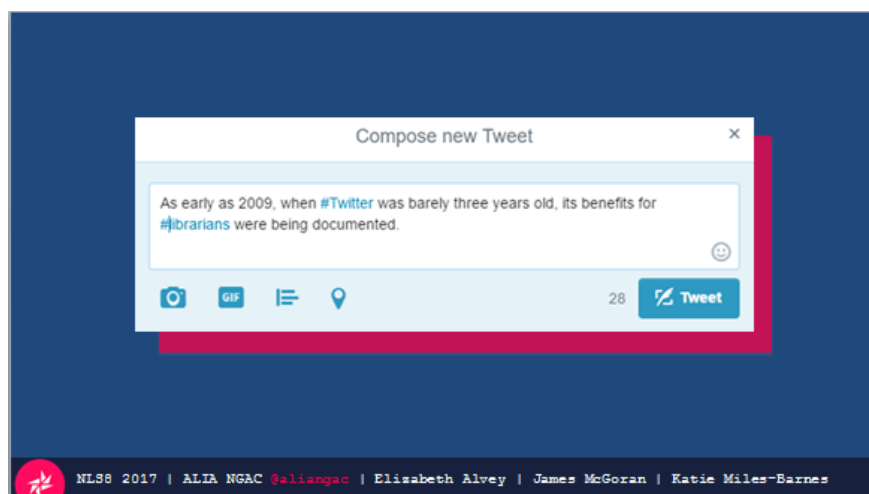 Compose new Tweet
As early as 2009, when #Twitter was barely three years old, its benefits for
#librarians were being documented.
GIF
28
Tweet
NLS8 2017 | ALIA NGAC @aliangac | Elizabeth Alvey | James McGoran | Katie Miles-Barnes